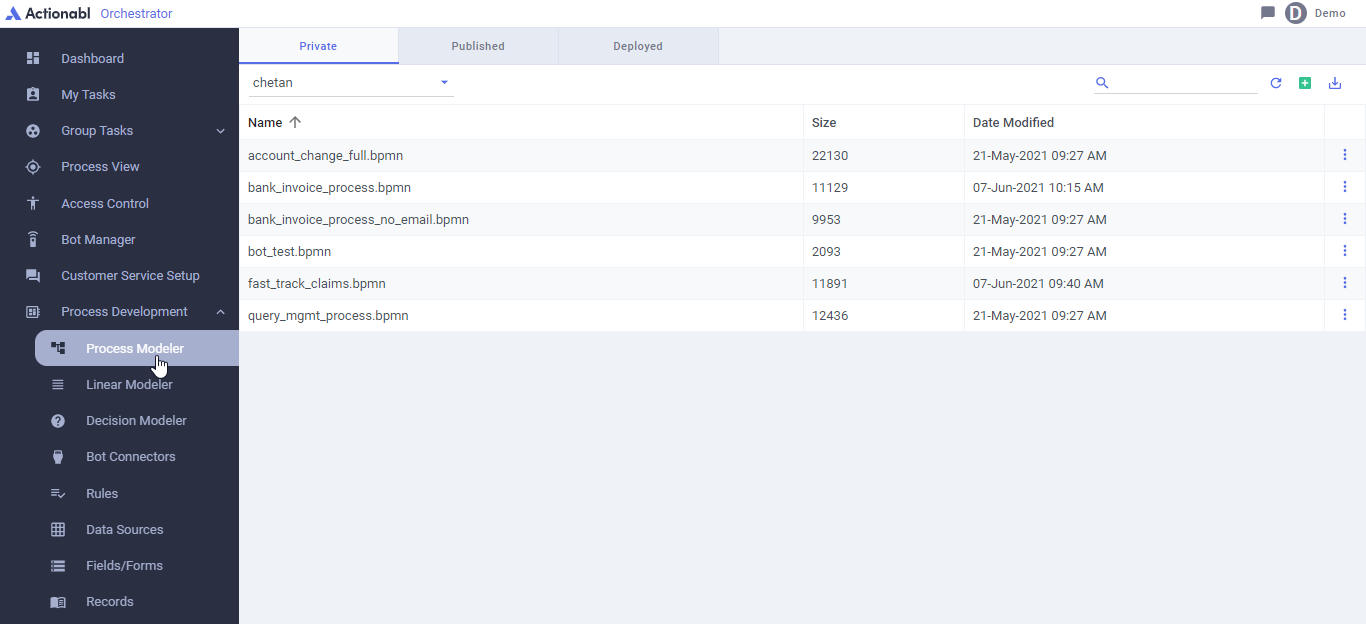 Actionabl Orchestrator
D Demo
Dashboard
My Tasks
Group Tasks
Process View
Access Control
Bot Manager
Customer Service Setup
Process Development
Process Modeler
Linear Modeler
Decision Modeler
Bot Connectors
Rules
Data Sources
Fields/Forms
Records
Private Published Deployed
chetan
Name Size Date Modified
account_change_full.bpmn 22130 21-May-2021 09:27 AM
bank_invoice_process.bpmn 11129 07-Jun-2021 10:15 AM
bank_invoice_process_no_email.bpmn 9953 21-May-2021 09:27 AM
bot_test.bpmn 2093 21-May-2021 09:27 AM
fast_track_claims.bpmn 11891 07-Jun-2021 09:40 AM
query_mgmt_process.bpmn 12436 21-May-2021 09:27 AM